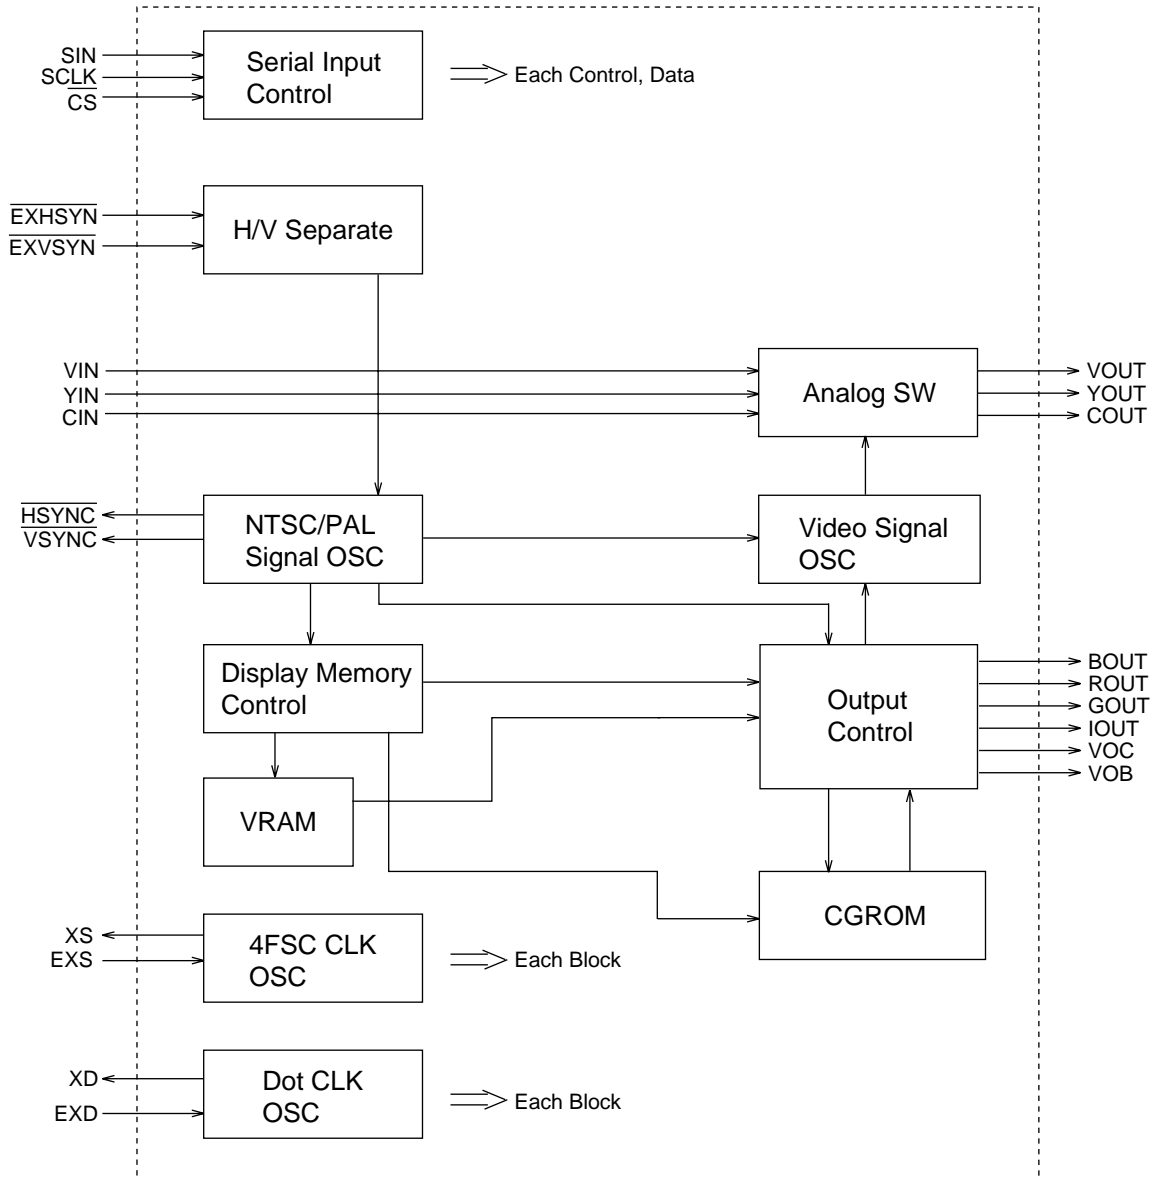 SIN
SCLK
CS
Serial Input
Control
Each Control, Data
EXHSYN
EXVSYN
H/V Separate
VIN
YIN
CIN
Analog SW
VOUT
YOUT
COUT
HSYNC
VSYNC
NTSC/PAL
Signal OSC
Video Signal
OSC
Display Memory
Control
Output
Control
BOUT
ROUT
GOUT
IOUT
VOC
VOB
VRAM
CGROM
XS
EXS
4FSC CLK
OSC
Each Block
XD
EXD
Dot CLK
OSC
Each Block